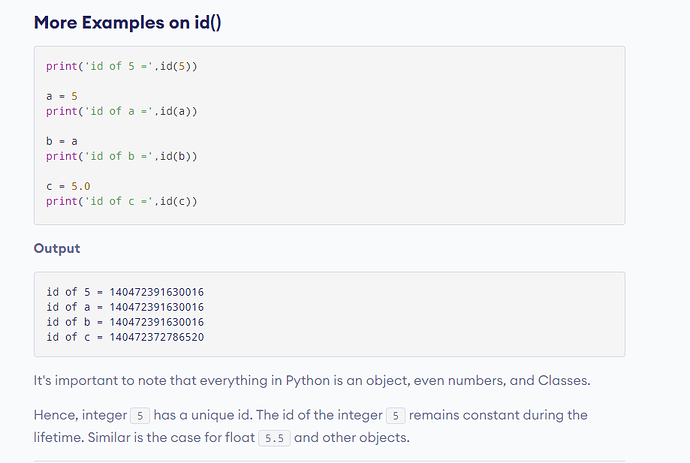 More Examples on id()
print('id of 5 =',id(5))
a = 5
print('id of a =',id(a))
b = a
print('id of b =',id(b))
c = 5.0
print('id of c =',id(c))
Output
id of 5 = 140472391630016
id of a = 140472391630016
id of b = 140472391630016
id of c = 140472372786520
It's important to note that everything in Python is an object, even numbers, and Classes.
Hence, integer 5 has a unique id. The id of the integer 5 remains constant during the
lifetime. Similar is the case for float 5.5 and other objects.